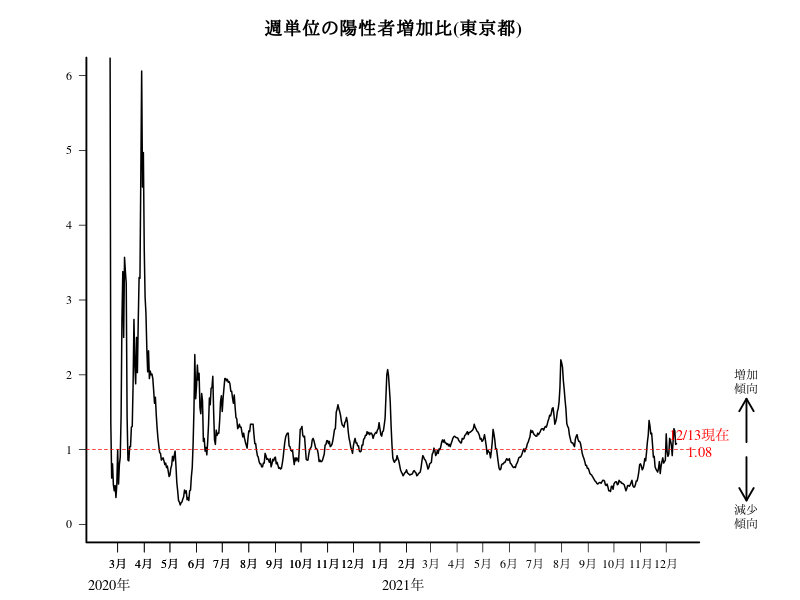 週単位の陽性者増加比(東京都)
6
5
4
3
2
1
0
増加
傾向
12/13現在
1.08
減少
傾向
3月 4月 5月 6月 7月 8月 9月 10月 11月 12月 1月 2月 3月 4月 5月 6月 7月 8月 9月 10月 11月 12月
2020年 2021年